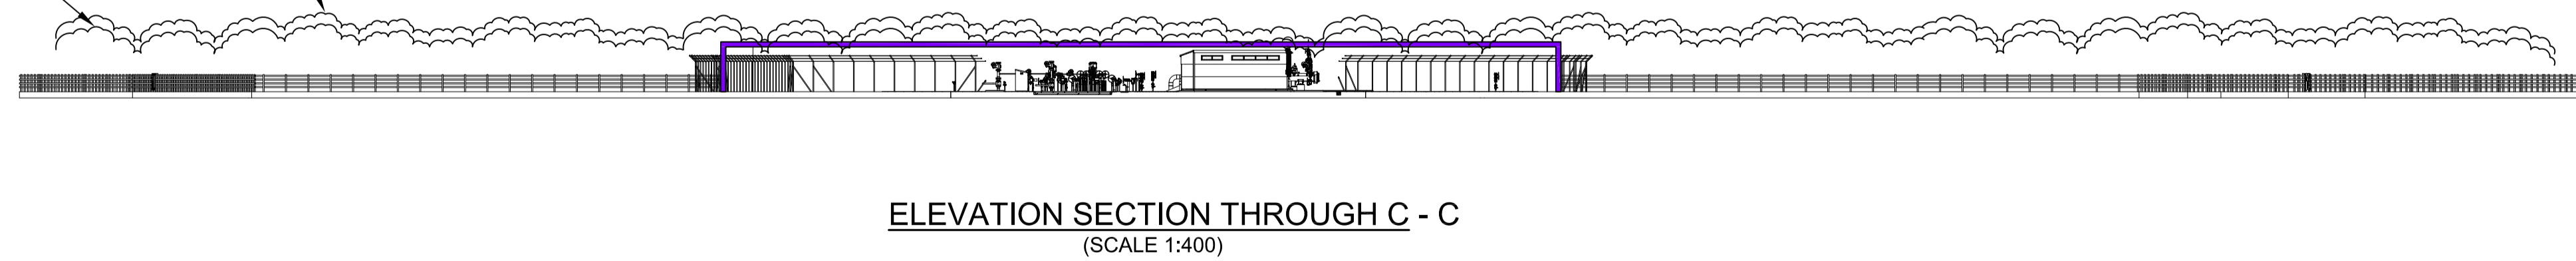 ELEVATION SECTION THROUGH C - C
(SCALE 1:400)